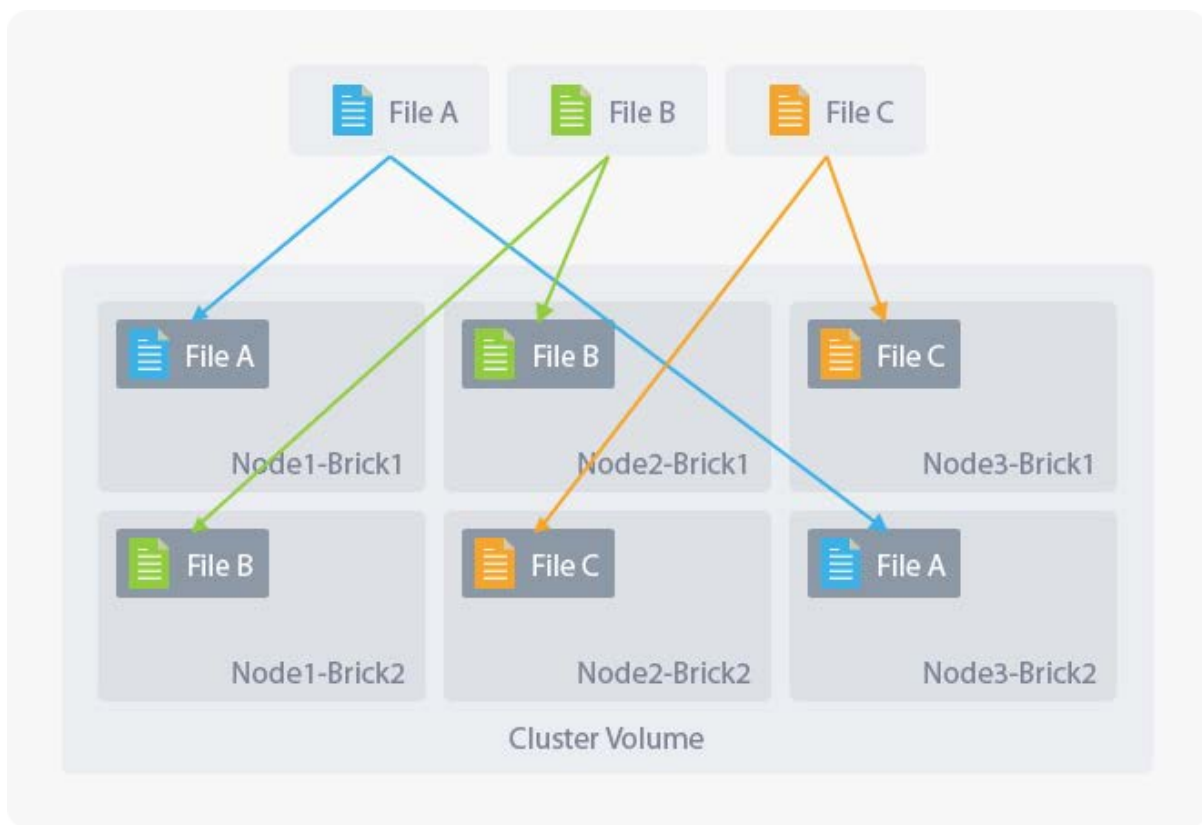 File A
File B
File C
File A
File B
File C
Node1-Brick1
Node2-Brick1
Node3-Brick1
File B
File C
File A
Node1-Brick2
Node2-Brick2
Node3-Brick2
Cluster Volume